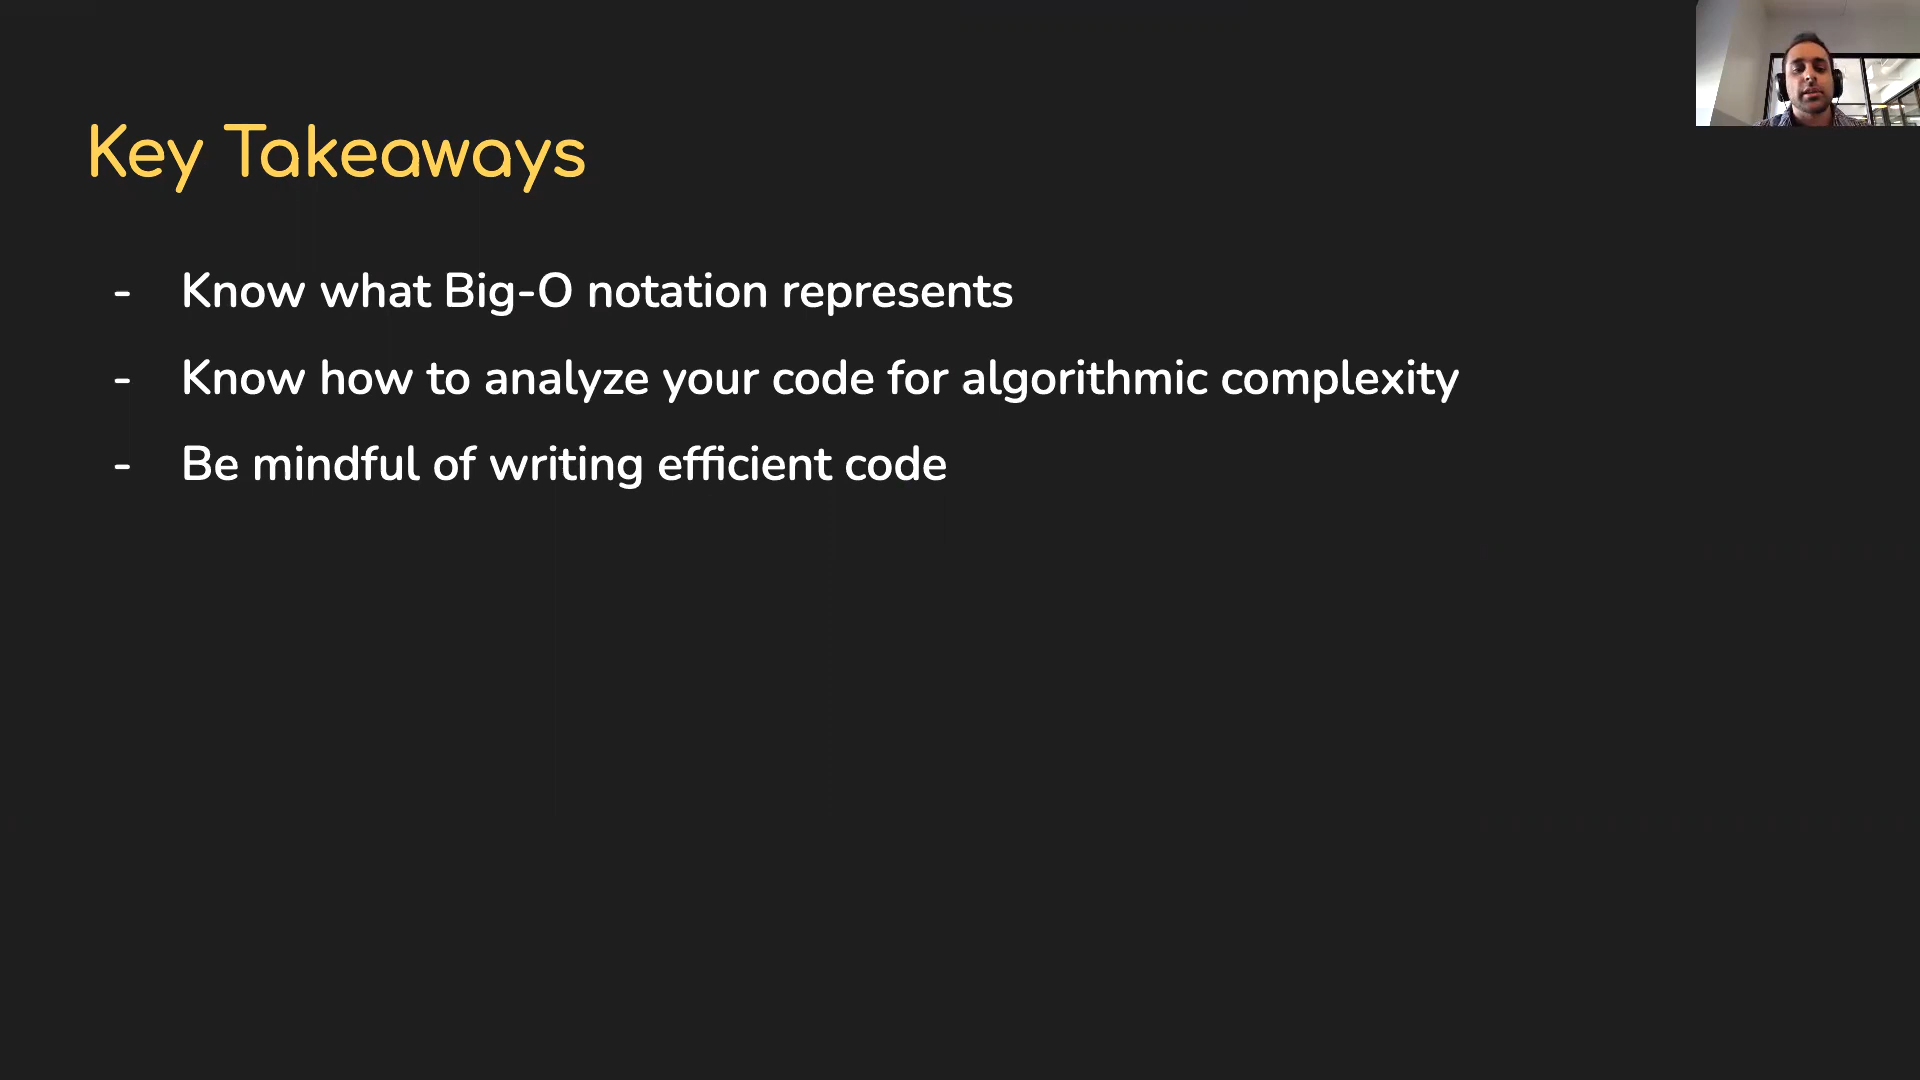 Key Takeaways
- Know what Big-O notation represents
- Know how to analyze your code for algorithmic complexity
- Be mindful of writing efficient code